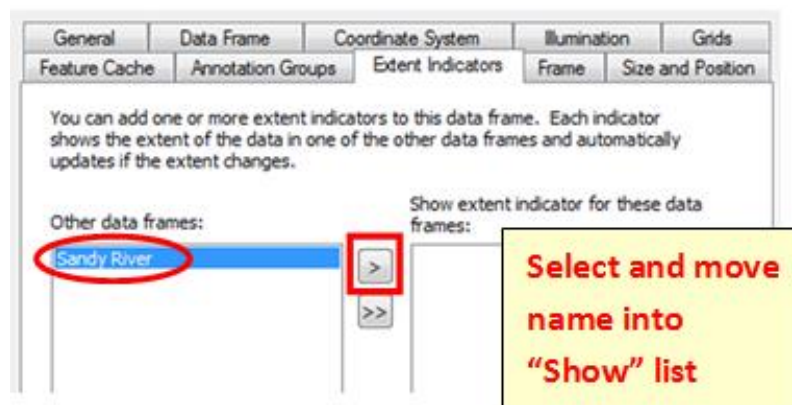 General Data Frame Coordinate System Illumination Grids
Feature Cache Annotation Groups Extent Indicators Frame Size and Position
You can add one or more extent indicators to this data frame. Each indicator
shows the extent of the data in one of the other data frames and automatically
updates if the extent changes.
Other data frames:
Show extent indicator for these data
frames:
Sandy River
>
>>
Select and move
name into
“Show” list